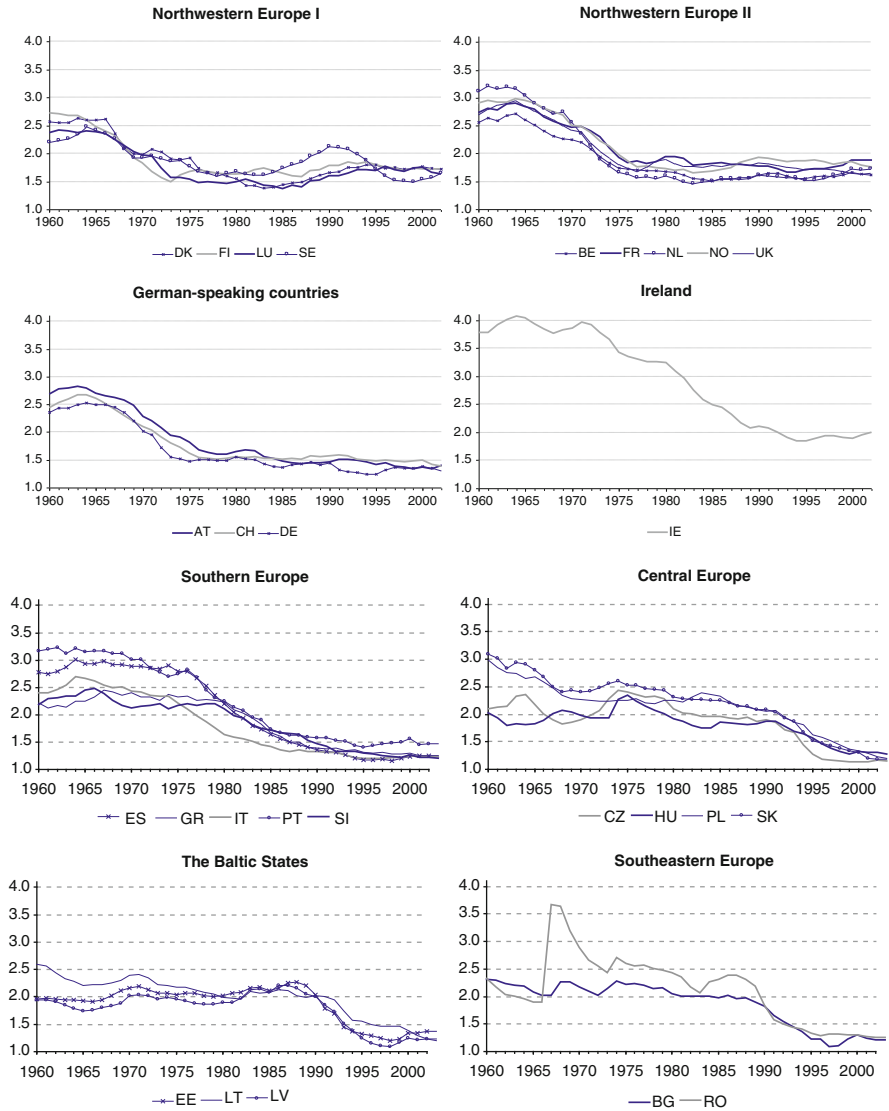 Northwestern Europe I
4.0
3.5
3.0
2.5
2.0
1.5
1.0
1960 1965 1970 1975 1980 1985 1990 1995 2000
DK FI LU SE
Northwestern Europe II
4.0
3.5
3.0
2.5
2.0
1.5
1.0
1960 1965 1970 1975 1980 1985 1990 1995 2000
BE FR NL NO UK
German-speaking countries
4.0
3.5
3.0
2.5
2.0
1.5
1.0
1960 1965 1970 1975 1980 1985 1990 1995 2000
AT CH DE
Ireland
4.0
3.5
3.0
2.5
2.0
1.5
1.0
1960 1965 1970 1975 1980 1985 1990 1995 2000
IE
Southern Europe
4.0
3.5
3.0
2.5
2.0
1.5
1.0
1960 1965 1970 1975 1980 1985 1990 1995 2000
ES GR IT PT SI
Central Europe
4.0
3.5
3.0
2.5
2.0
1.5
1.0
1960 1965 1970 1975 1980 1985 1990 1995 2000
CZ HU PL SK
The Baltic States
4.0
3.5
3.0
2.5
2.0
1.5
1.0
1960 1965 1970 1975 1980 1985 1990 1995 2000
EE LT LV
Southeastern Europe
4.0
3.5
3.0
2.5
2.0
1.5
1.0
1960 1965 1970 1975 1980 1985 1990 1995 2000
BG RO